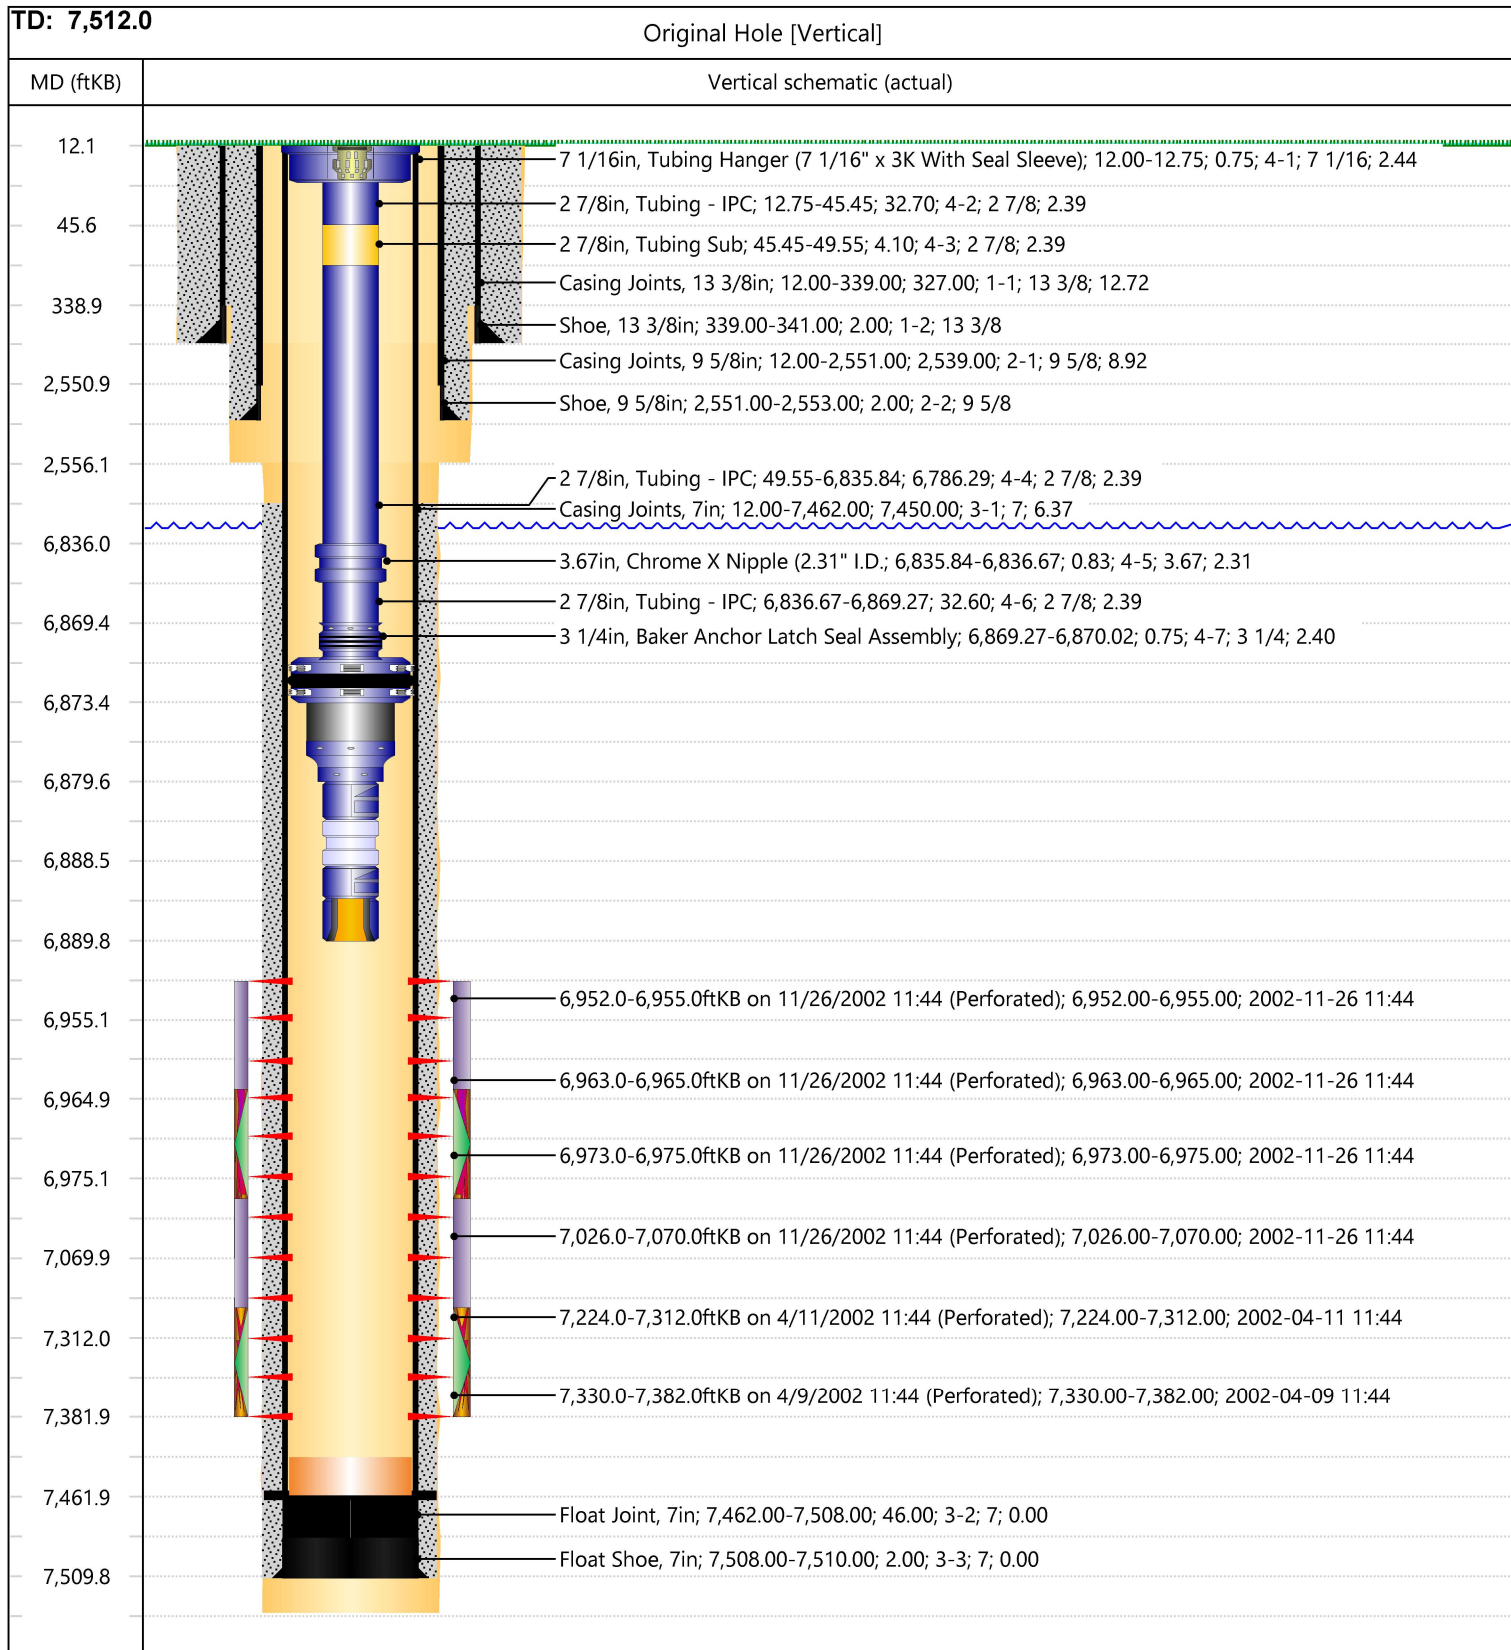 TD: 7,512.0
Original Hole [Vertical]
MD (ftKB)
Vertical schematic (actual)
12.1
7 1/16in, Tubing Hanger (7 1/16" x 3K With Seal Sleeve); 12.00-12.75; 0.75; 4-1; 7 1/16; 2.44
2 7/8in, Tubing - IPC; 12.75-45.45; 32.70; 4-2; 2 7/8; 2.39
45.6
2 7/8in, Tubing Sub; 45.45-49.55; 4.10; 4-3; 2 7/8; 2.39
Casing Joints, 13 3/8in; 12.00-339.00; 327.00; 1-1; 13 3/8; 12.72
338.9
Shoe, 13 3/8in; 339.00-341.00; 2.00; 1-2; 13 3/8
Casing Joints, 9 5/8in; 12.00-2,551.00; 2,539.00; 2-1; 9 5/8; 8.92
2,550.9
Shoe, 9 5/8in; 2,551.00-2,553.00; 2.00; 2-2; 9 5/8
2,556.1
2 7/8in, Tubing - IPC; 49.55-6,835.84; 6,786.29; 4-4; 2 7/8; 2.39
Casing Joints, 7in; 12.00-7,462.00; 7,450.00; 3-1; 7; 6.37
6,836.0
3.67in, Chrome X Nipple (2.31" I.D.; 6,835.84-6,836.67; 0.83; 4-5; 3.67; 2.31
2 7/8in, Tubing - IPC; 6,836.67-6,869.27; 32.60; 4-6; 2 7/8; 2.39
6,869.4
3 1/4in, Baker Anchor Latch Seal Assembly; 6,869.27-6,870.02; 0.75; 4-7; 3 1/4; 2.40
6,873.4
6,879.6
6,888.5
6,889.8
6,952.0-6,955.0ftKB on 11/26/2002 11:44 (Perforated); 6,952.00-6,955.00; 2002-11-26 11:44
6,955.1
6,963.0-6,965.0ftKB on 11/26/2002 11:44 (Perforated); 6,963.00-6,965.00; 2002-11-26 11:44
6,964.9
6,973.0-6,975.0ftKB on 11/26/2002 11:44 (Perforated); 6,973.00-6,975.00; 2002-11-26 11:44
6,975.1
7,026.0-7,070.0ftKB on 11/26/2002 11:44 (Perforated); 7,026.00-7,070.00; 2002-11-26 11:44
7,069.9
7,224.0-7,312.0ftKB on 4/11/2002 11:44 (Perforated); 7,224.00-7,312.00; 2002-04-11 11:44
7,312.0
7,330.0-7,382.0ftKB on 4/9/2002 11:44 (Perforated); 7,330.00-7,382.00; 2002-04-09 11:44
7,381.9
7,461.9
Float Joint, 7in; 7,462.00-7,508.00; 46.00; 3-2; 7; 0.00
Float Shoe, 7in; 7,508.00-7,510.00; 2.00; 3-3; 7; 0.00
7,509.8